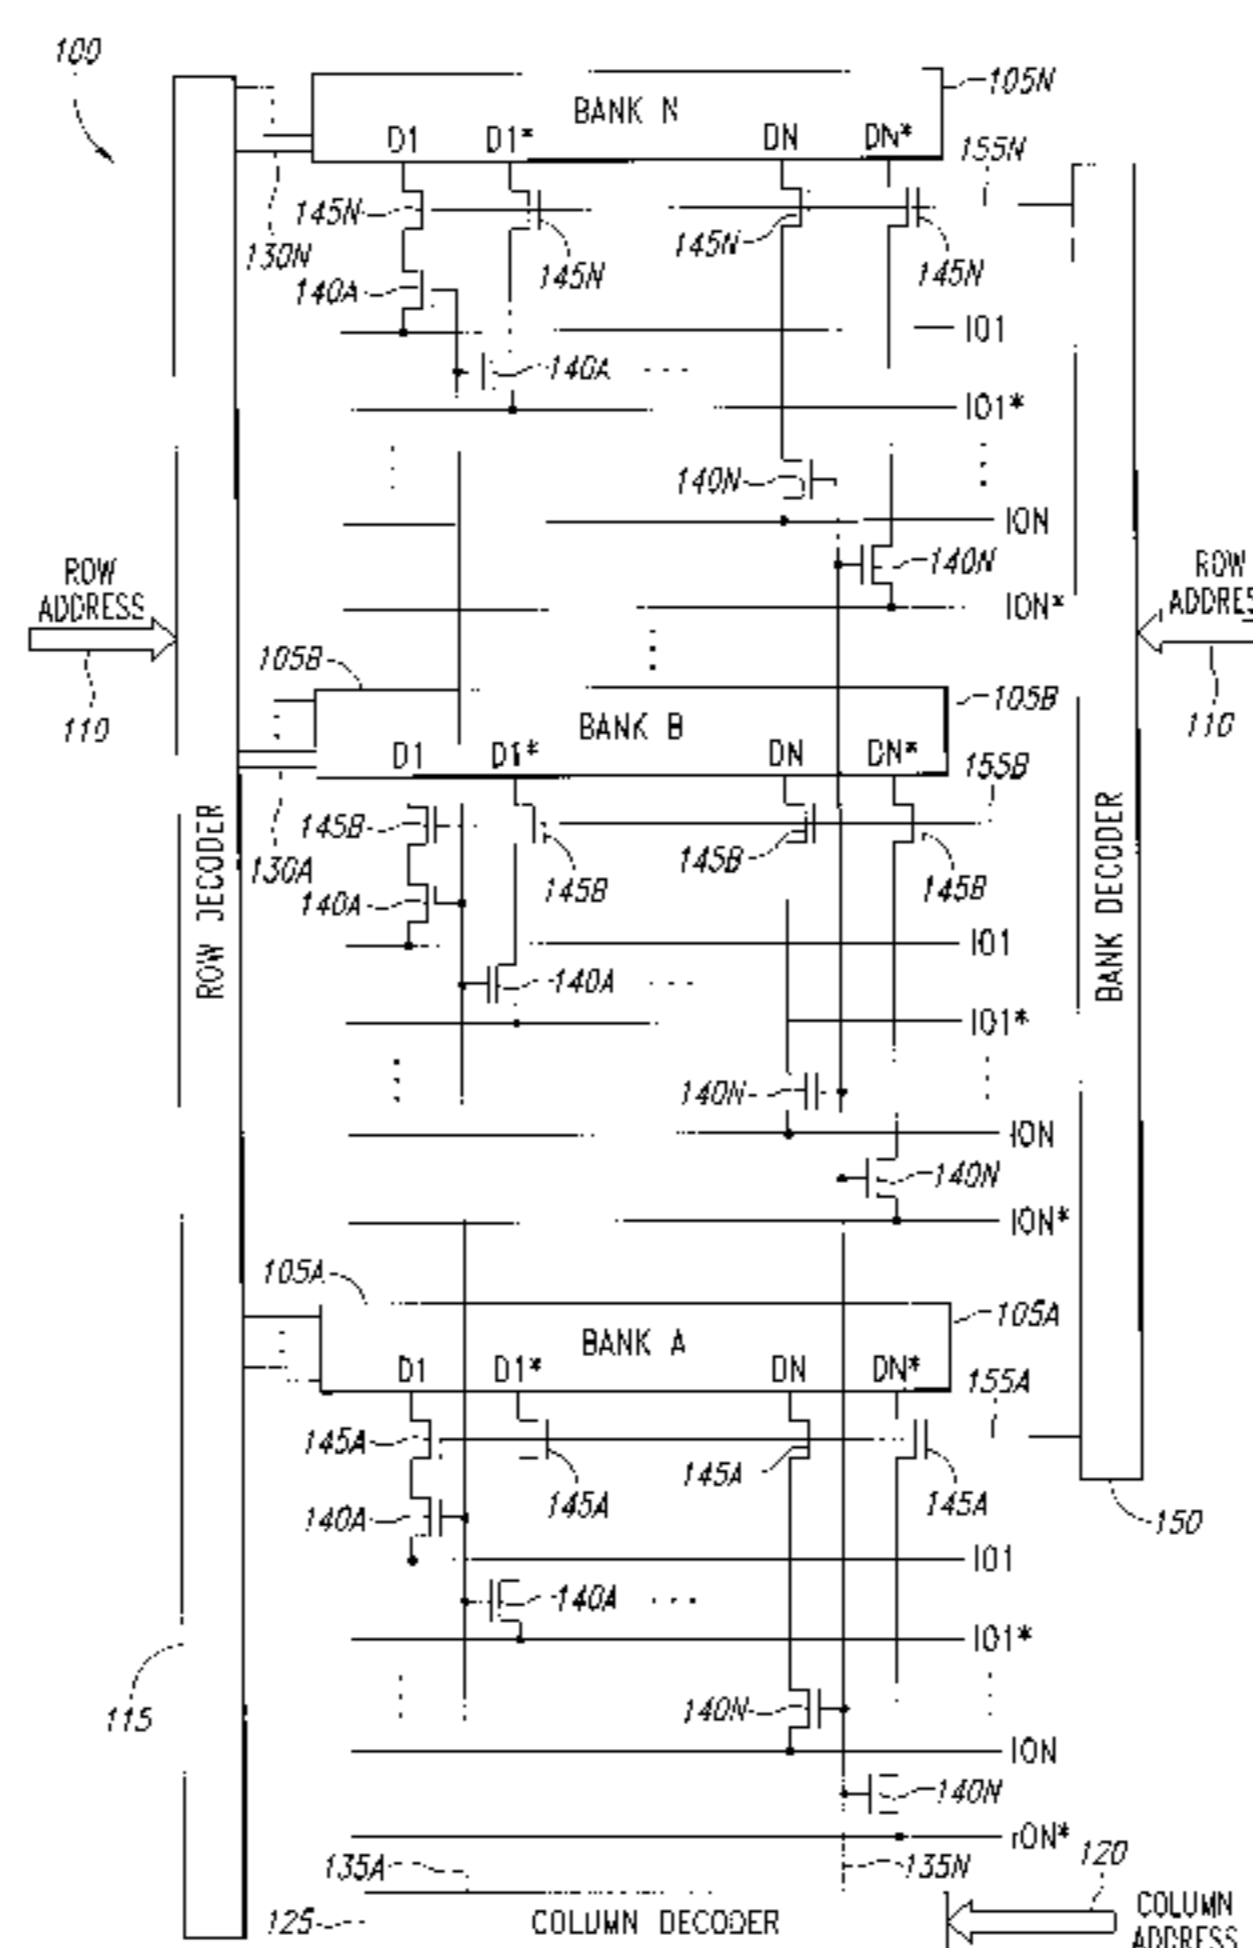 100
BANK N
105N
D1 D1* DN DN*
155N
145N
145N
145N
145N
130N
140A
IO1
140A
IO1*
140N
ION
140N
ION*
ROW ADDRESS
110
ROW
110
105B
BANK B
105B
D1 D1* DN DN*
155B
145B
145B
145B
145B
130A
140A
IO1
140A
IO1*
140N
ION
140N
ION*
ROW DECODER
BANK DECODER
105A
BANK A
105A
D1 D1* DN DN*
155A
145A
145A
145A
145A
140A
150
IO1
140A
IO1*
115
140N
ION
140N
ION*
135A
135N
120
125
COLUMN DECODER
COLUMN
ADDRESS